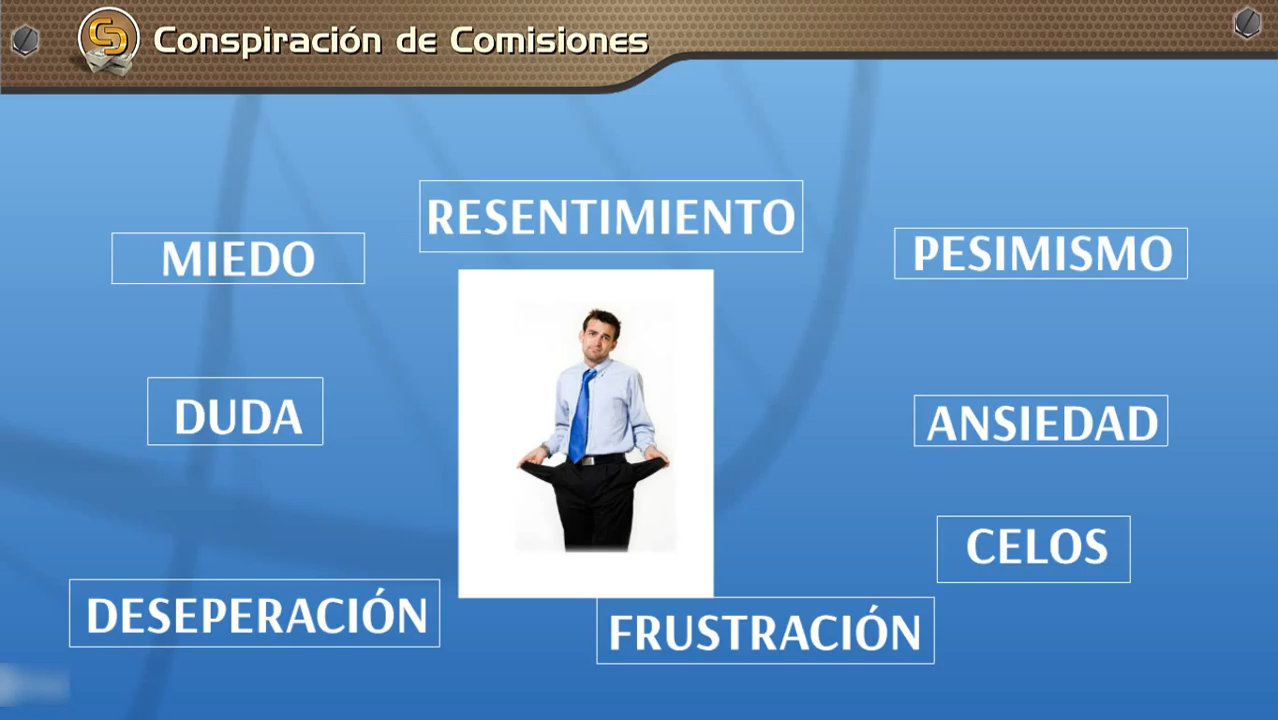 Conspiración de Comisiones
RESENTIMIENTO
MIEDO
PESIMISMO
DUDA
ANSIEDAD
CELOS
DESEPERACIÓN
FRUSTRACIÓN